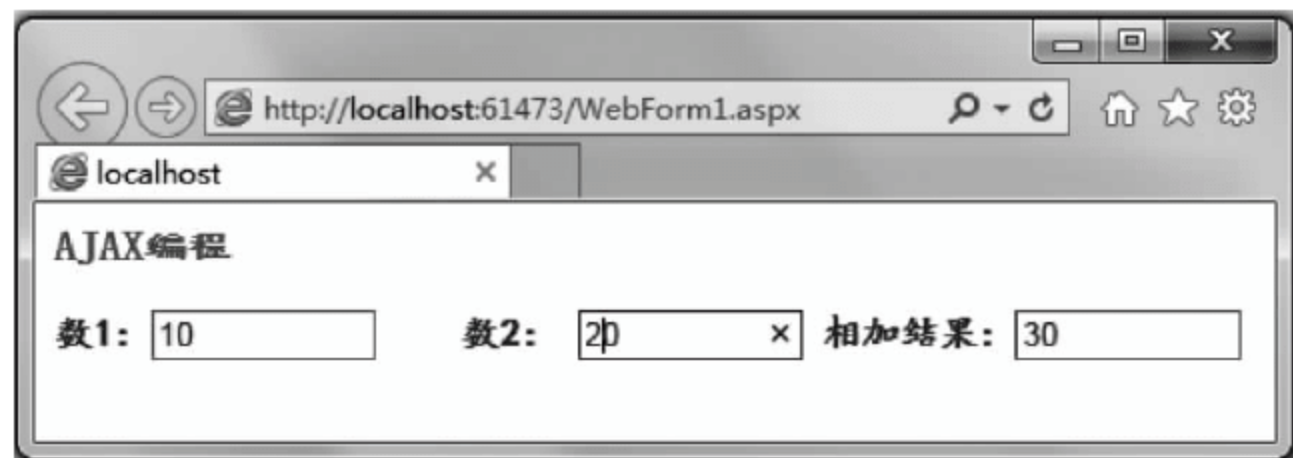 http://localhost:61473/WebForm1.aspx
localhost
AJAX编程
数1: 10 数2: 20 相加结果: 30